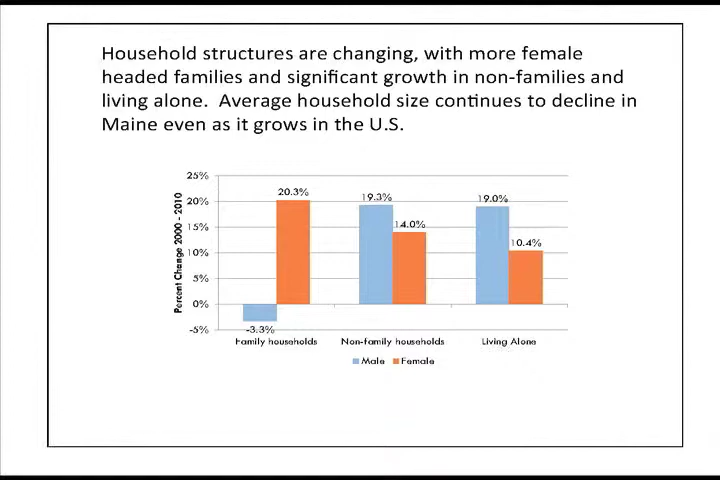 Household structures are changing, with more female
headed families and significant growth in non-families and
living alone.  Average household size continues to decline in
Maine even as it grows in the U.S.
Percent Change 2000 - 2010
25%
20%
15%
10%
5%
0%
-5%
-3.3%
20.3%
19.3%
14.0%
19.0%
10.4%
Family households
Non-family households
Living Alone
Male
Female